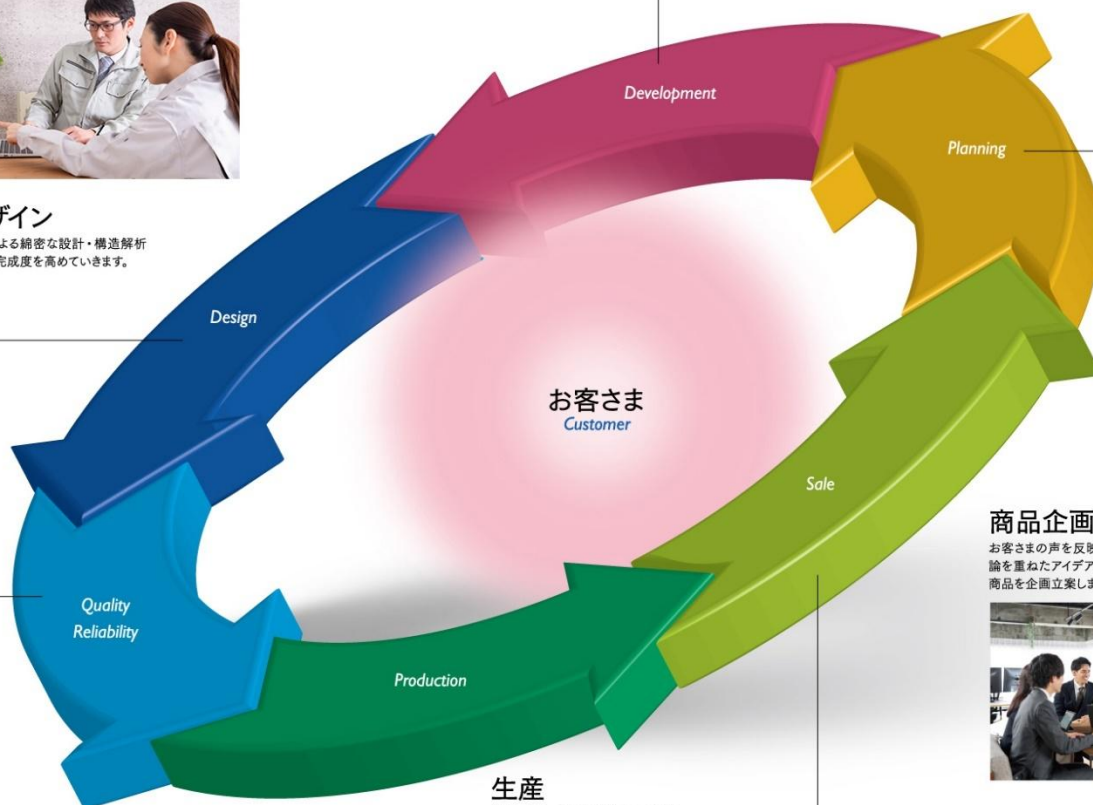 Development
Planning
ザイン
よる綿密な設計・構造解析
完成度を高めていきます。
Design
お客さま
Customer
Sale
商品企画
お客さまの声を反映
論を重ねたアイデア
商品を企画立案しま
Quality
Reliability
Production
生産